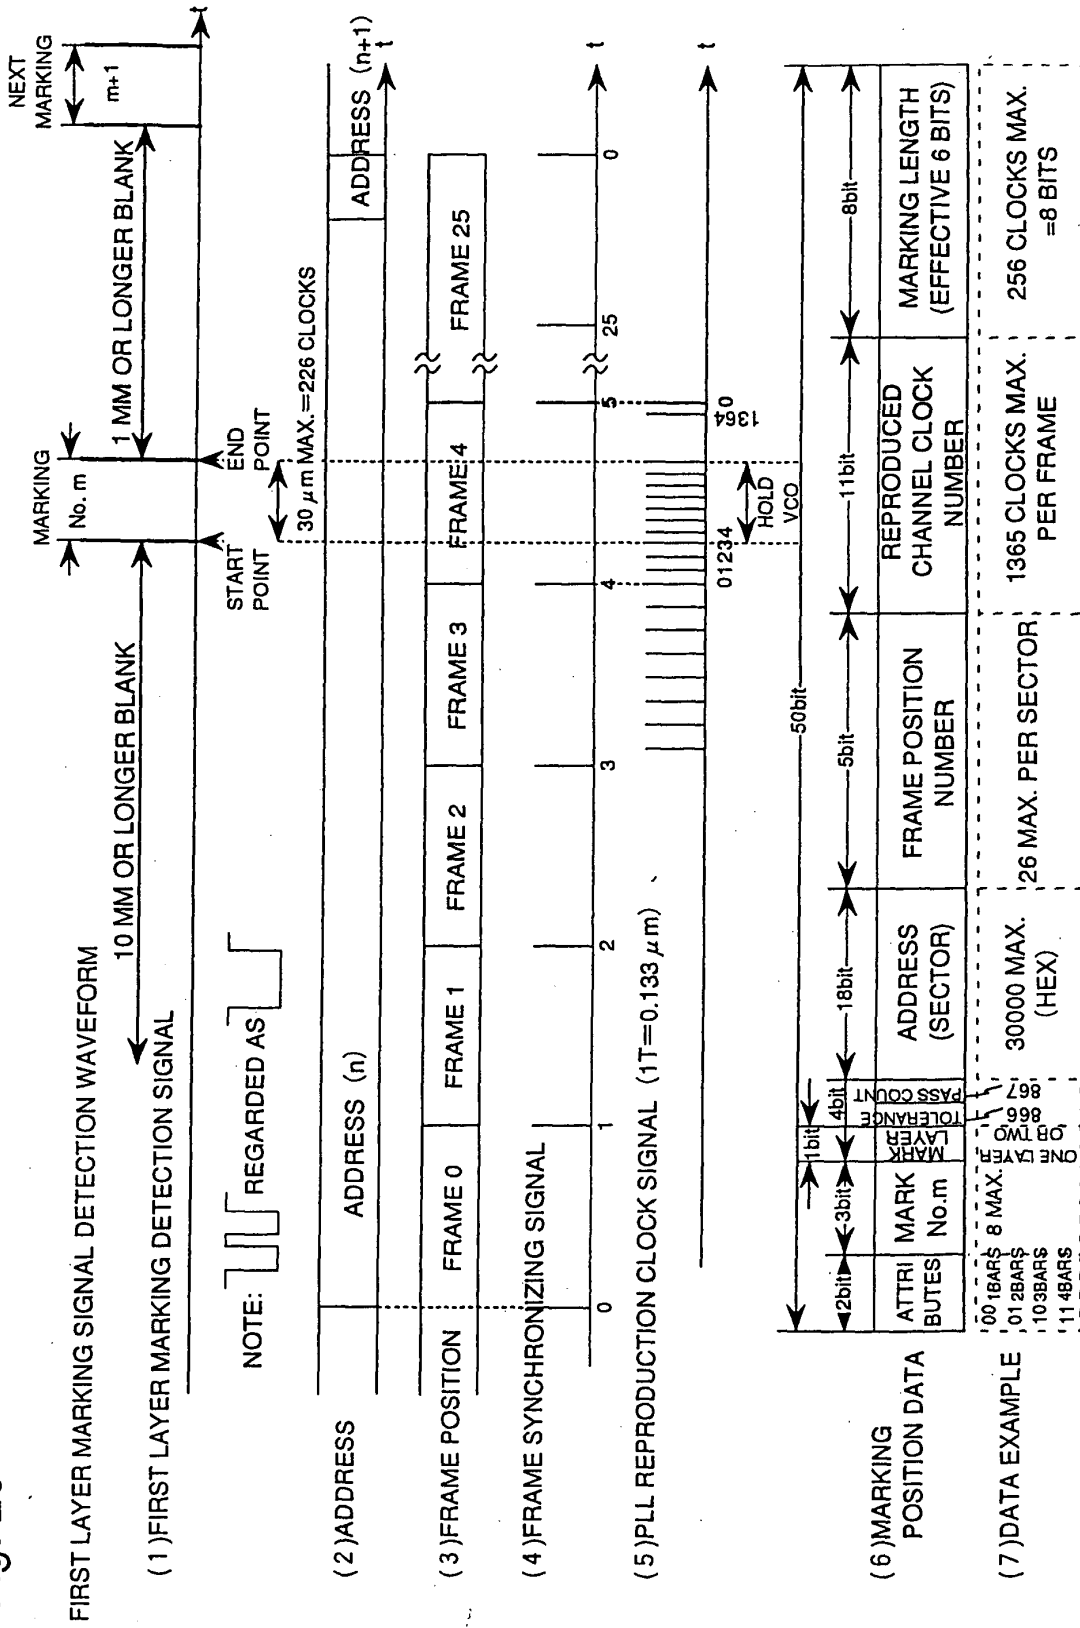 FIRST LAYER MARKING SIGNAL DETECTION WAVEFORM
MARKING
No. m
NEXT
MARKING
m+1
10 MM OR LONGER BLANK
1 MM OR LONGER BLANK
(1)FIRST LAYER MARKING DETECTION SIGNAL
t
START
POINT
END
POINT
NOTE:
REGARDED AS
30 μm MAX.=226 CLOCKS
(2)ADDRESS
ADDRESS (n)
ADDRESS (n+1)
t
(3)FRAME POSITION
FRAME 0
FRAME 1
FRAME 2
FRAME 3
FRAME 4
FRAME 25
(4)FRAME SYNCHRONIZING SIGNAL
0
1
2
3
4
5
25
0
t
(5)PLL REPRODUCTION CLOCK SIGNAL (1T=0.133 μm)
01234
1364
0
t
HOLD
VCO
50bit
1bit
2bit
3bit
4bit
18bit
5bit
11bit
8bit
(6)MARKING
POSITION DATA
ATTRI
BUTES
MARK
No.m
MARK
LAYER
TOLERANCE
PASS COUNT
ADDRESS
(SECTOR)
FRAME POSITION
NUMBER
REPRODUCED
CHANNEL CLOCK
NUMBER
MARKING LENGTH
(EFFECTIVE 6 BITS)
(7)DATA EXAMPLE
00 1BARS
01 2BARS
10 3BARS
11 4BARS
8 MAX.
ONE LAYER
OR TWO
866
867
30000 MAX.
(HEX)
26 MAX. PER SECTOR
1365 CLOCKS MAX.
PER FRAME
256 CLOCKS MAX.
=8 BITS